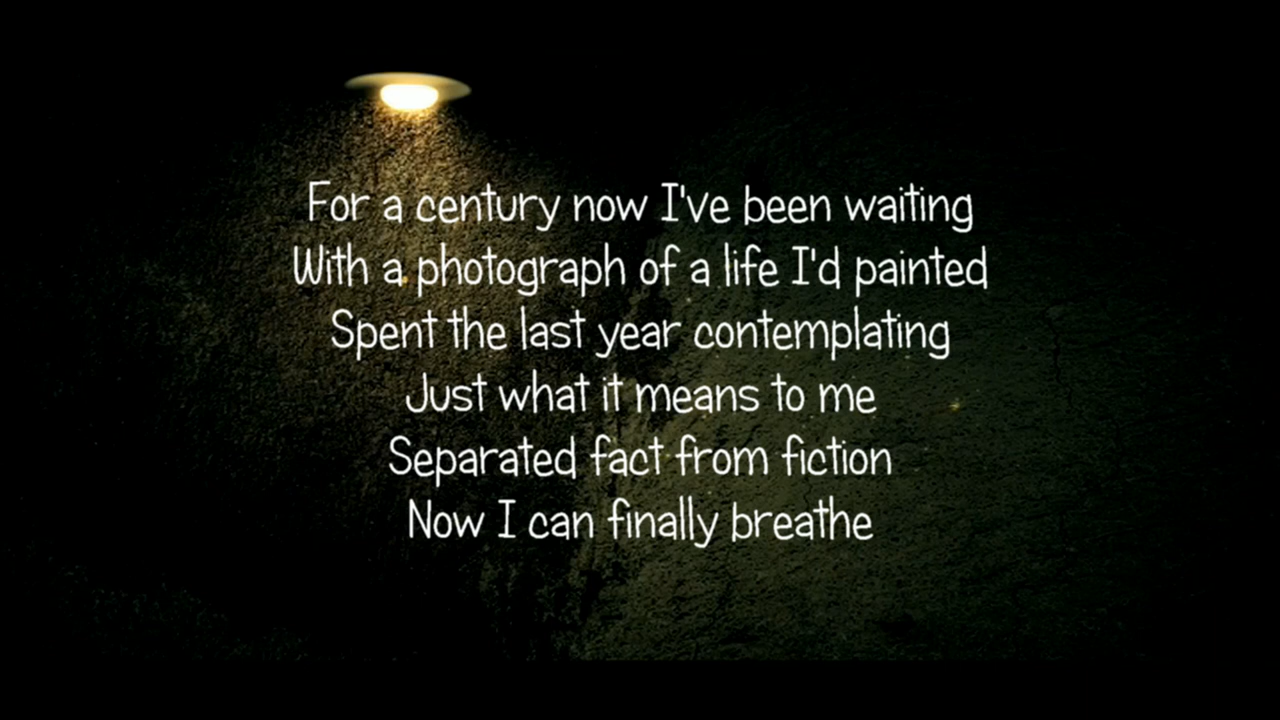 For a century now I've been waiting
With a photograph of a life I'd painted
Spent the last year contemplating
Just what it means to me
Separated fact from fiction
Now I can finally breathe